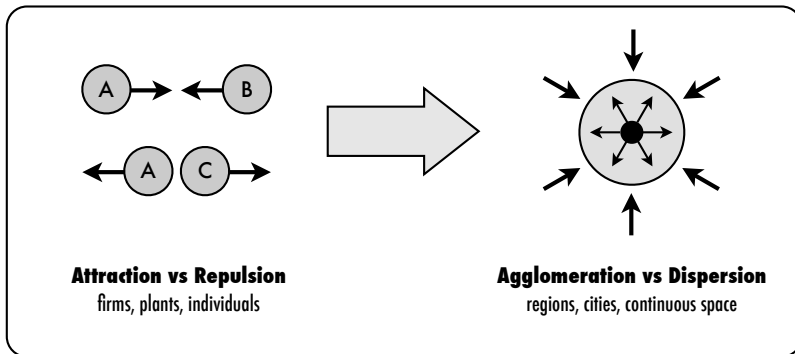 A B
A C
Attraction vs Repulsion
firms, plants, individuals
Agglomeration vs Dispersion
regions, cities, continuous space